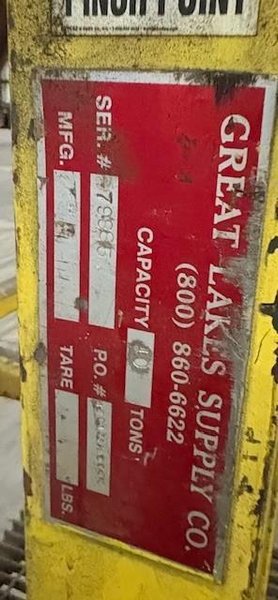 PINCH POINT
GREAT LAKES SUPPLY CO.
(800) 860-6622
CAPACITY TONS
SER. # P.O. #
MFG. TARE LBS.